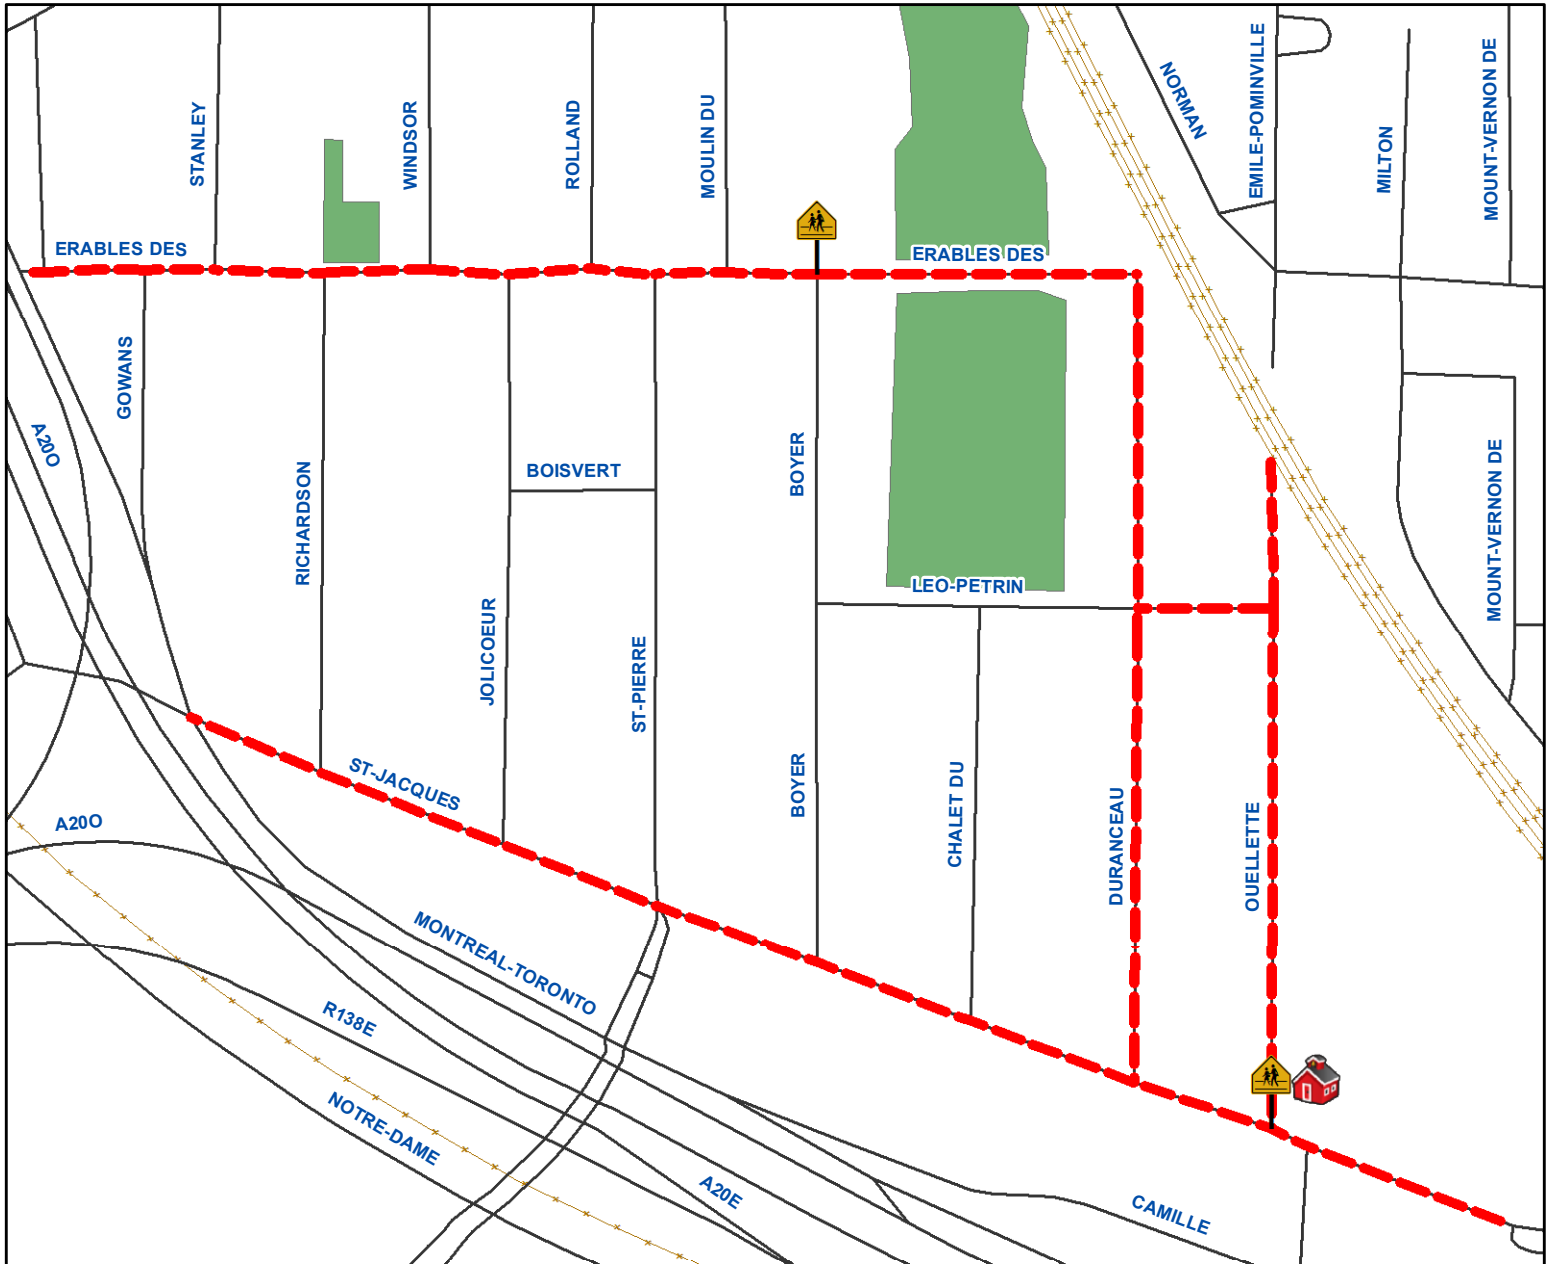 STANLEY
WINDSOR
ROLLAND
MOULIN DU
NORMAN
EMILE-POMINVILLE
MILTON
MOUNT-VERNON DE
ERABLES DES
ERABLES DES
GOWANS
A20O
RICHARDSON
BOISVERT
BOYER
JOLICOEUR
ST-PIERRE
LEO-PETRIN
MOUNT-VERNON DE
ST-JACQUES
BOYER
CHALET DU
DURANCEAU
OUELLETTE
A20O
MONTREAL-TORONTO
R138E
NOTRE-DAME
A20E
CAMILLE